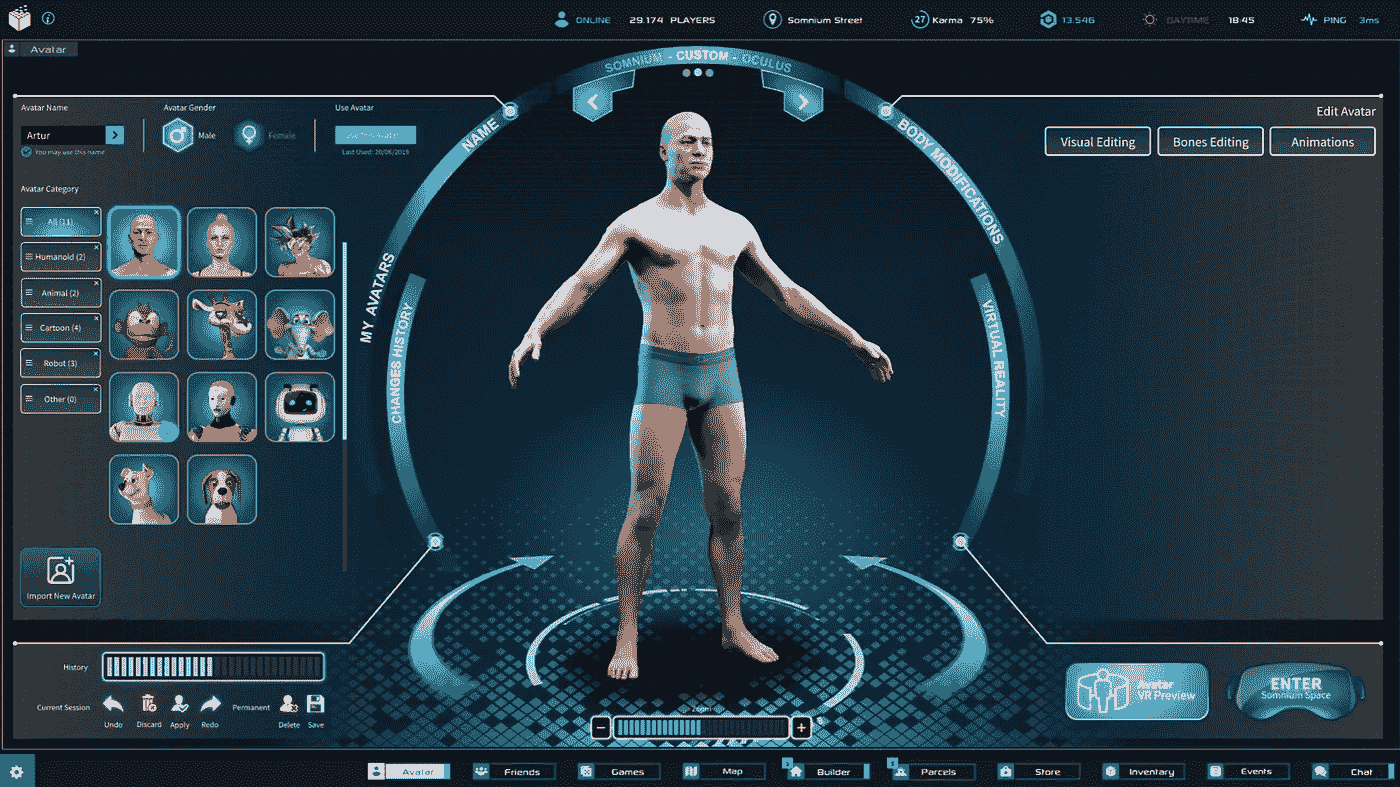 ONLINE 29.174 PLAYERS
Somnium Street
27 Karma 75%
13.546
DAYTIME 18:45
PING 3ms
Avatar
SOMNIUM - CUSTOM - OCULUS
Avatar Name
Avatar Gender
Use Avatar
Artur
Male
Female
Use This Avatar
You may use this name
Last Used: 20/06/2019
Avatar Category
All (11)
Humanoid (2)
Animal (2)
Cartoon (4)
Robot (3)
Other (0)
Import New Avatar
NAME
MY AVATARS
CHANGES HISTORY
BODY MODIFICATIONS
VIRTUAL REALITY
Edit Avatar
Visual Editing
Bones Editing
Animations
History
Current Session
Undo
Discard
Apply
Redo
Permanent
Delete
Save
Zoom
Avatar
VR Preview
ENTER
Somnium Space
Avatar
Friends
Games
Map
Builder
Parcels
Store
Inventory
Events
Chat